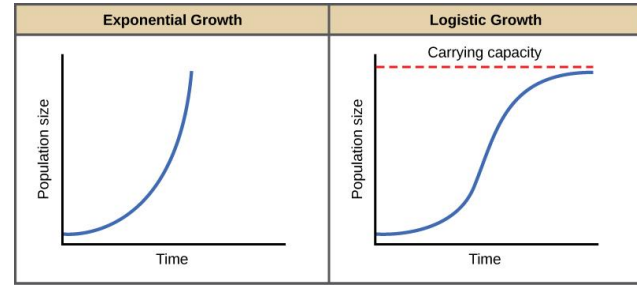 Exponential Growth
Logistic Growth
Population size
Time
Carrying capacity
Population size
Time